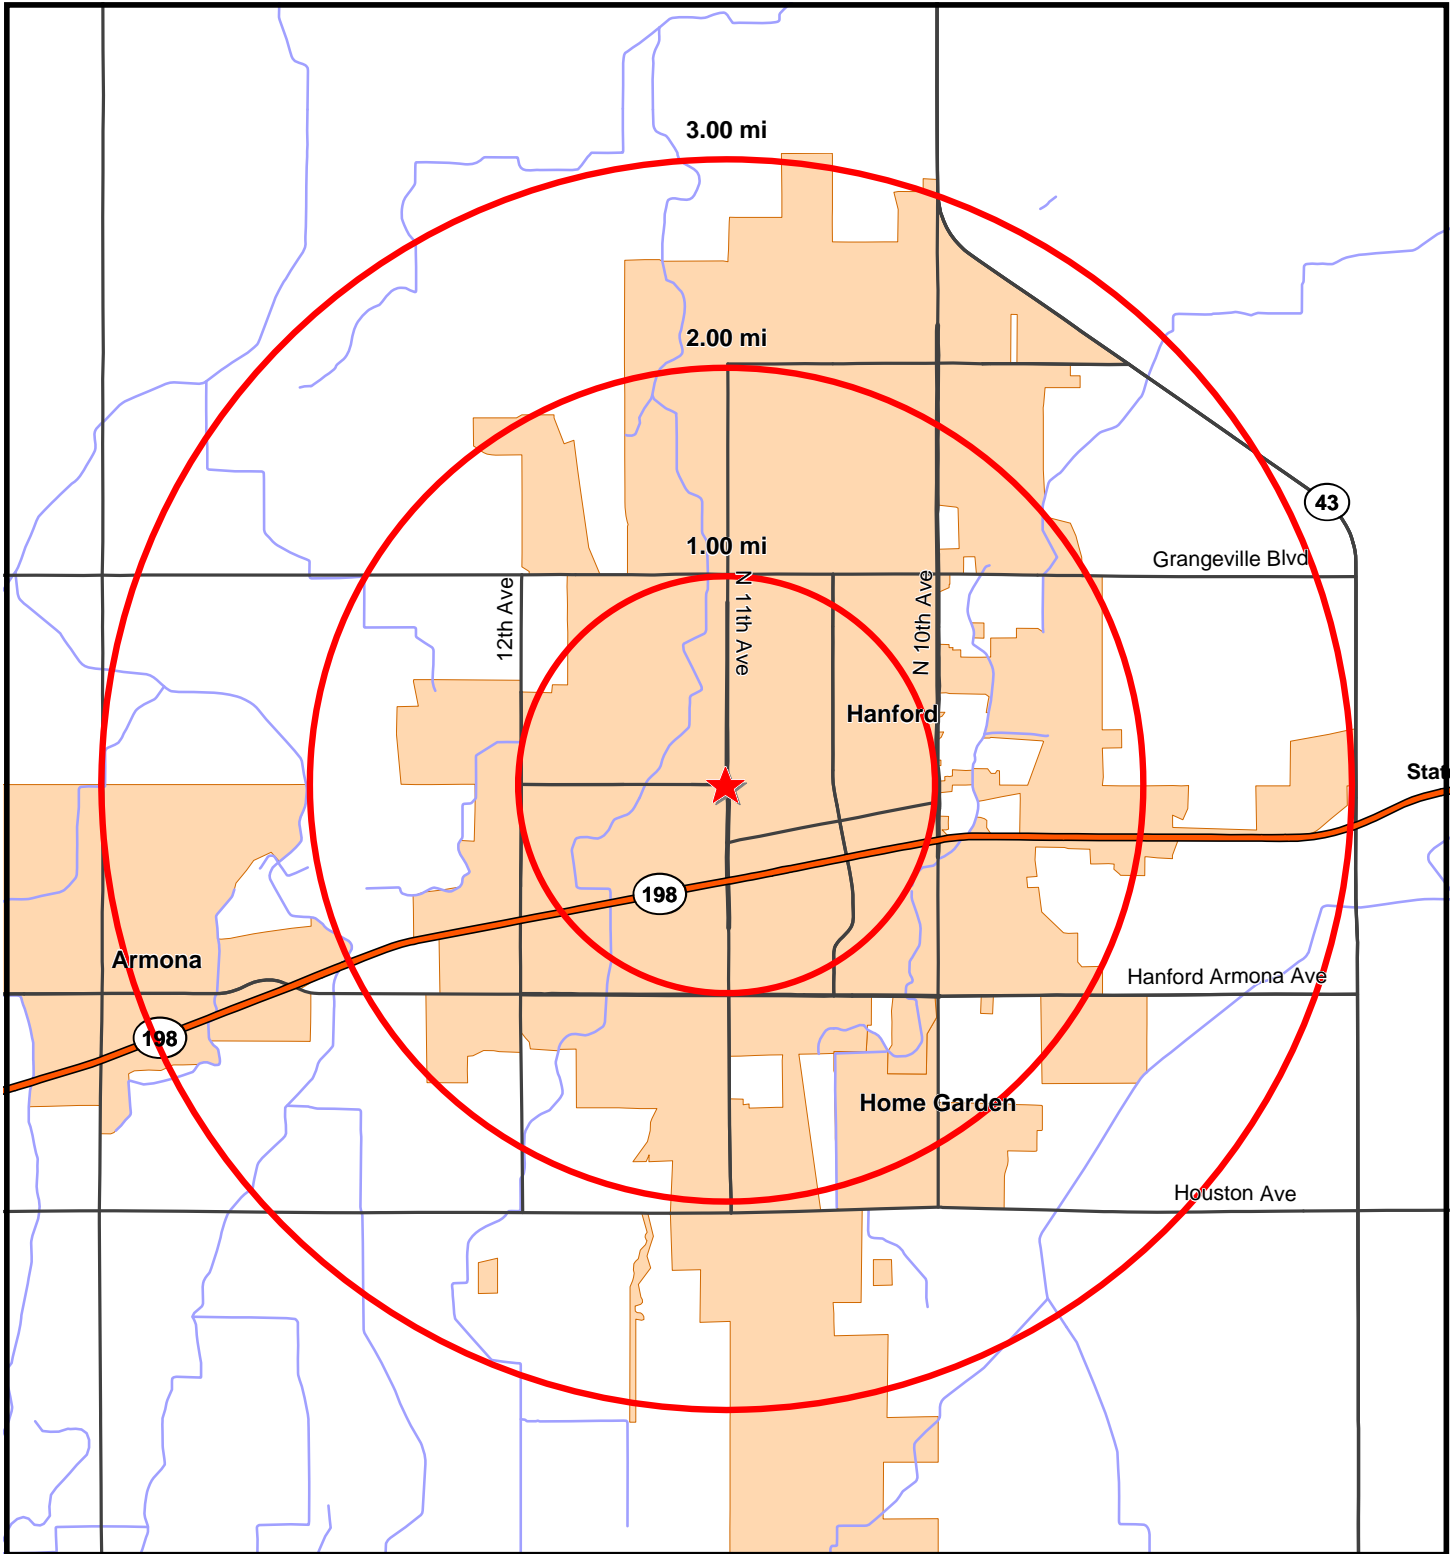 3.00 mi
2.00 mi
43
1.00 mi
Grangeville Blvd
12th Ave
N 11th Ave
N 10th Ave
Hanford
198
Armona
Hanford Armona Ave
198
Home Garden
Houston Ave